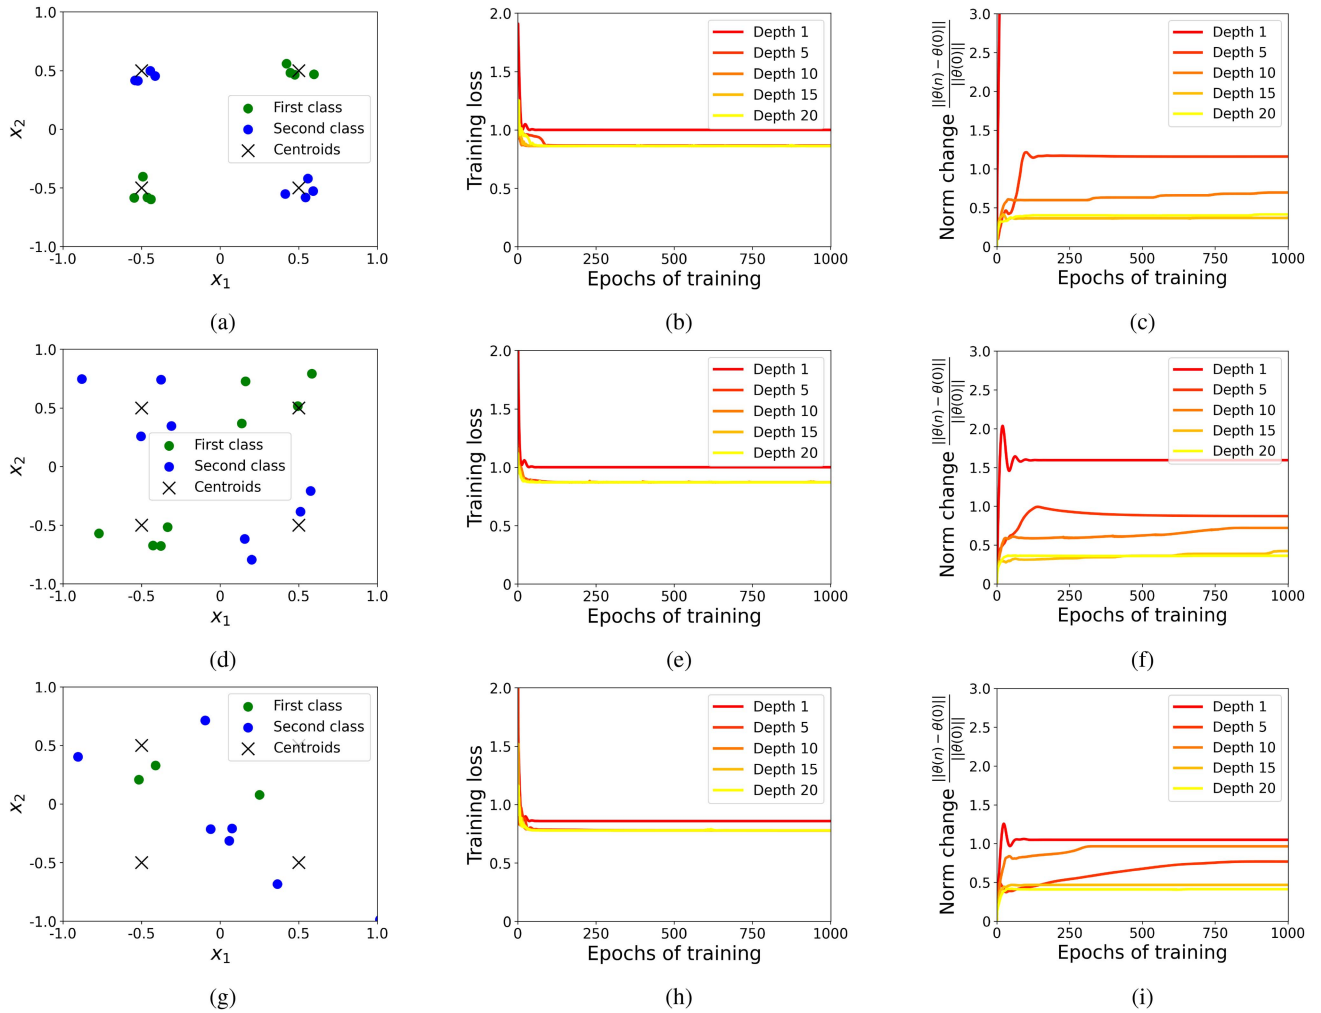 1.0
0.5
0
-0.5
-1.0
x₂
First class
Second class
Centroids
-1.0 -0.5 0 0.5 1.0
x₁
(a)
2.0
1.5
1.0
0.5
0
Training loss
Depth 1
Depth 5
Depth 10
Depth 15
Depth 20
0 250 500 750 1000
Epochs of training
(b)
3.0
2.5
2.0
1.5
1.0
0.5
0
Norm change ||θ(n) − θ(0)|| / ||θ(0)||
Depth 1
Depth 5
Depth 10
Depth 15
Depth 20
0 250 500 750 1000
Epochs of training
(c)
1.0
0.5
0
-0.5
-1.0
x₂
First class
Second class
Centroids
-1.0 -0.5 0 0.5 1.0
x₁
(d)
2.0
1.5
1.0
0.5
0
Training loss
Depth 1
Depth 5
Depth 10
Depth 15
Depth 20
0 250 500 750 1000
Epochs of training
(e)
3.0
2.5
2.0
1.5
1.0
0.5
0
Norm change ||θ(n) − θ(0)|| / ||θ(0)||
Depth 1
Depth 5
Depth 10
Depth 15
Depth 20
0 250 500 750 1000
Epochs of training
(f)
1.0
0.5
0
-0.5
-1.0
x₂
First class
Second class
Centroids
-1.0 -0.5 0 0.5 1.0
x₁
(g)
2.0
1.5
1.0
0.5
0
Training loss
Depth 1
Depth 5
Depth 10
Depth 15
Depth 20
0 250 500 750 1000
Epochs of training
(h)
3.0
2.5
2.0
1.5
1.0
0.5
0
Norm change ||θ(n) − θ(0)|| / ||θ(0)||
Depth 1
Depth 5
Depth 10
Depth 15
Depth 20
0 250 500 750 1000
Epochs of training
(i)